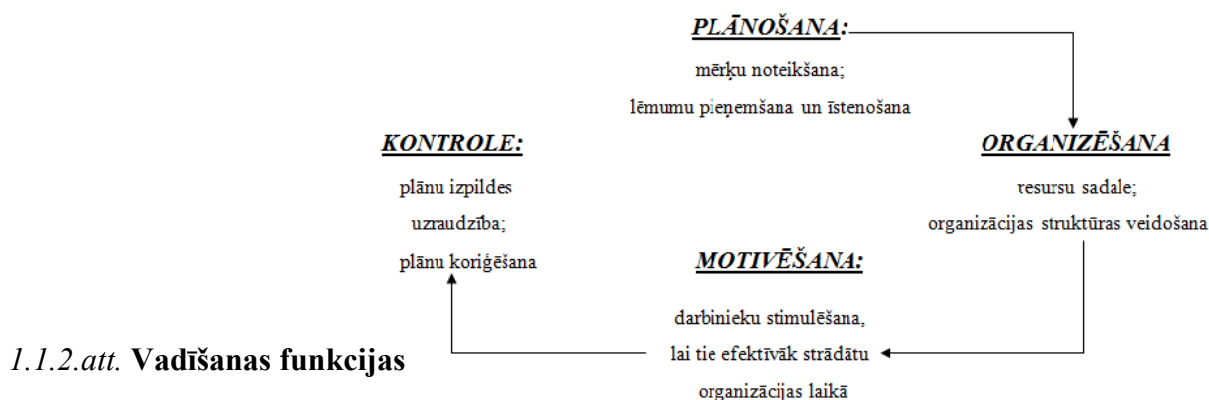 PLĀNOŠANA:
mērķu noteikšana;
lēmumu pieņemšana un īstenošana
KONTROLE:
plānu izpildes
uzraudzība;
plānu koriģēšana
ORGANIZĒŠANA
resursu sadale;
organizācijas struktūras veidošana
MOTIVĒŠANA:
darbinieku stimulēšana,
lai tie efektīvāk strādātu
organizācijas laikā
1.1.2.att. Vadīšanas funkcijas